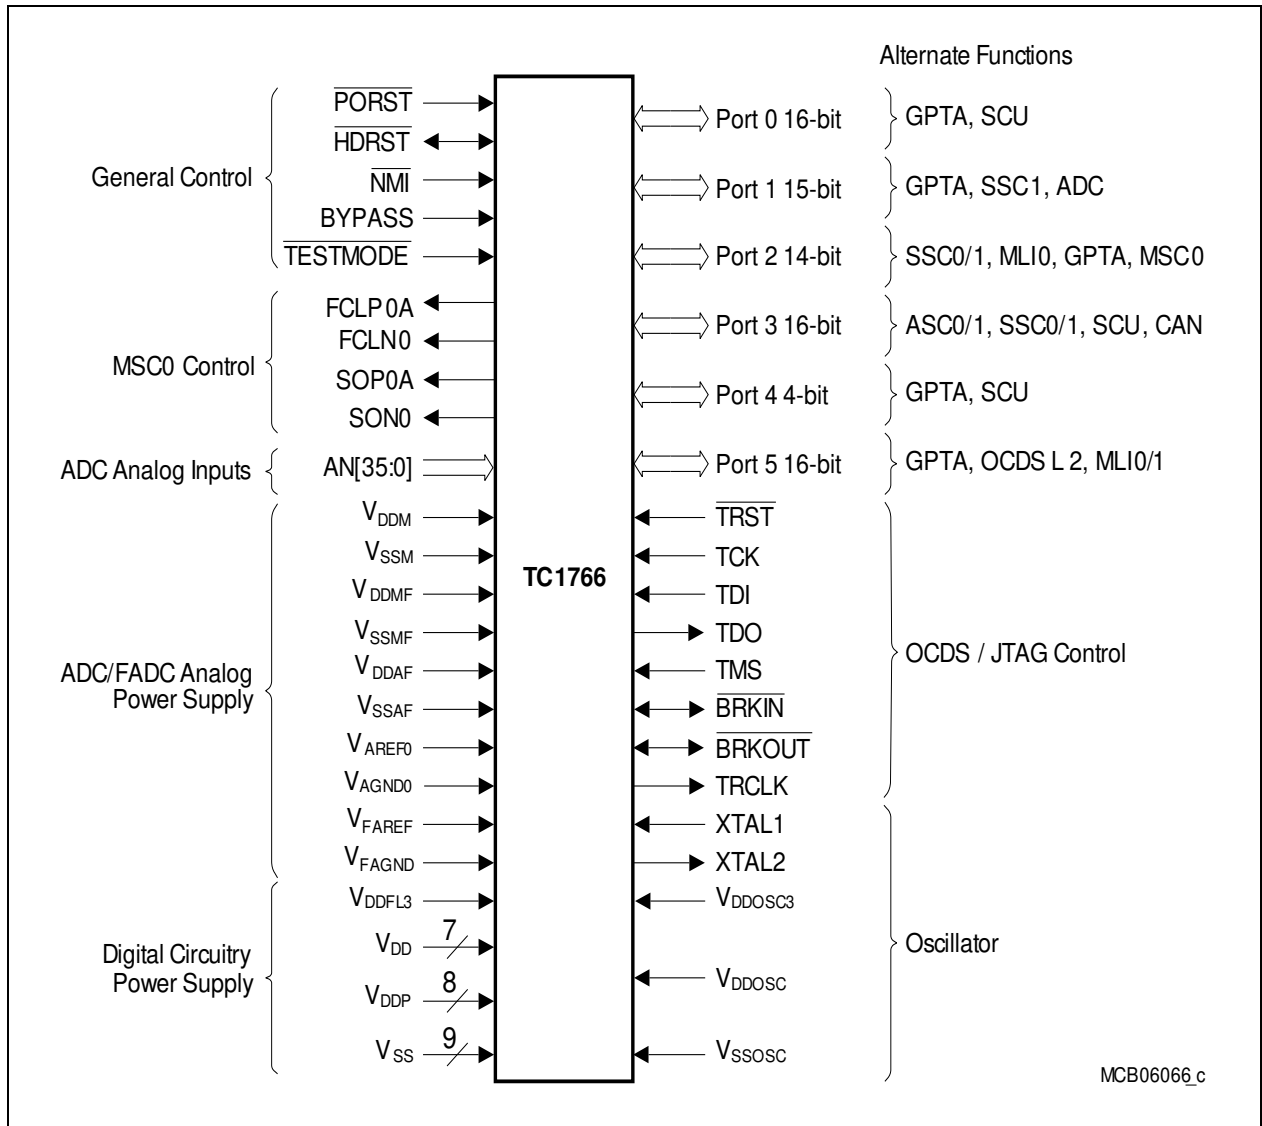 Alternate Functions
General Control
PORST
HDRST
NMI
BYPASS
TESTMODE
MSC0 Control
FCLP0A
FCLN0
SOP0A
SON0
ADC Analog Inputs
AN[35:0]
ADC/FADC Analog
Power Supply
VDDM
VSSM
VDDMF
VSSMF
VDDAF
VSSAF
VAREF0
VAGND0
VFAREF
VFAGND
Digital Circuitry
Power Supply
VDDFL3
VDD 7
VDDP 8
VSS 9
TC1766
Port 0 16-bit GPTA, SCU
Port 1 15-bit GPTA, SSC1, ADC
Port 2 14-bit SSC0/1, MLI0, GPTA, MSC0
Port 3 16-bit ASC0/1, SSC0/1, SCU, CAN
Port 4 4-bit GPTA, SCU
Port 5 16-bit GPTA, OCDS L 2, MLI0/1
TRST
TCK
TDI
TDO
TMS
BRKIN
BRKOUT
TRCLK
OCDS / JTAG Control
XTAL1
XTAL2
VDDOSC3
VDDOSC
VSSOSC
Oscillator
MCB06066_c